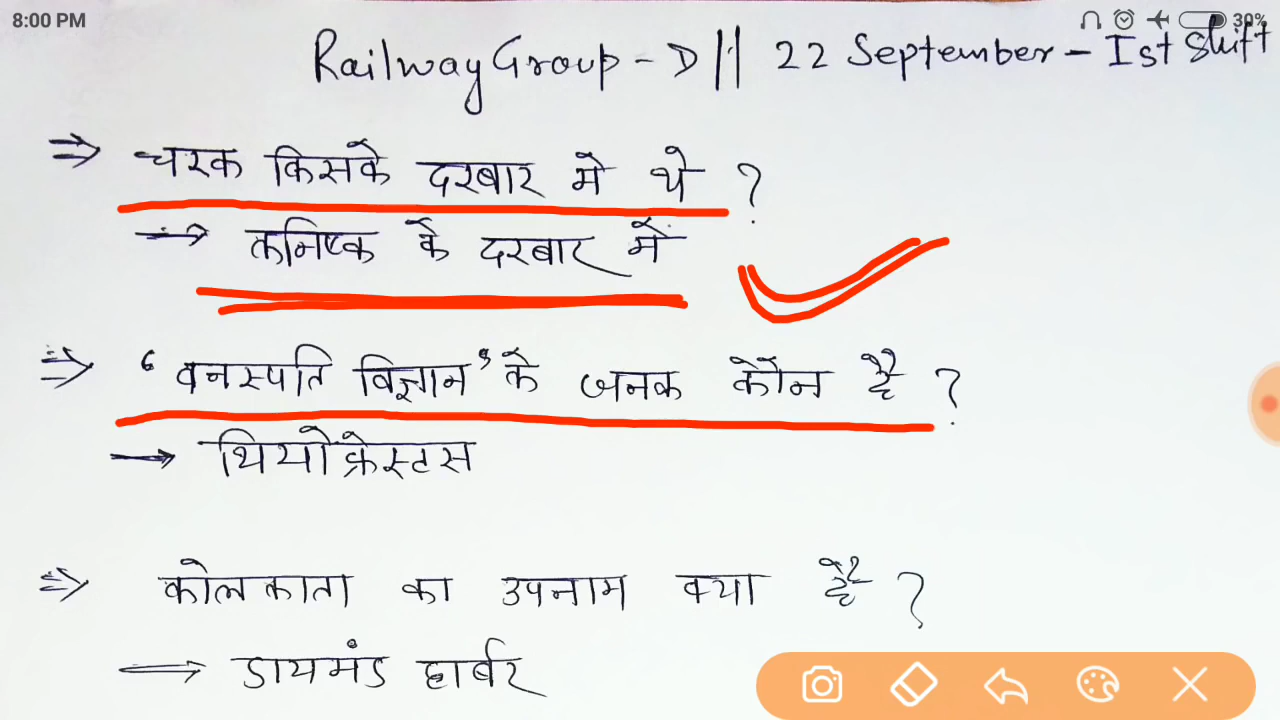 8:00 PM
30%
Railway Group - D || 22 September - Ist Shift
⇒ चरक किसके दरबार मे थे ?
→ कनिष्क के दरबार में
⇒ ‘वनस्पति विज्ञान’ के जनक कौन है ?
→ थियोफ्रेस्टस
⇒ कोलकाता का उपनाम क्या है ?
→ डायमंड हार्बर